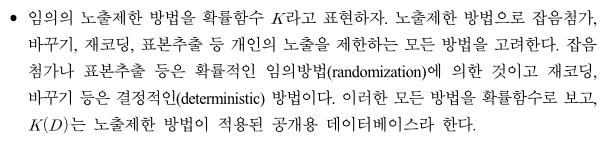 • 임의의 노출제한 방법을 확률함수 K라고 표현하자. 노출제한 방법으로 잡음첨가,
바꾸기, 재코딩, 표본추출 등 개인의 노출을 제한하는 모든 방법을 고려한다. 잡음
첨가나 표본추출 등은 확률적인 임의방법(randomization)에 의한 것이고 재코딩,
바꾸기 등은 결정적인(deterministic) 방법이다. 이러한 모든 방법을 확률함수로 보고,
K(D)는 노출제한 방법이 적용된 공개용 데이터베이스라 한다.